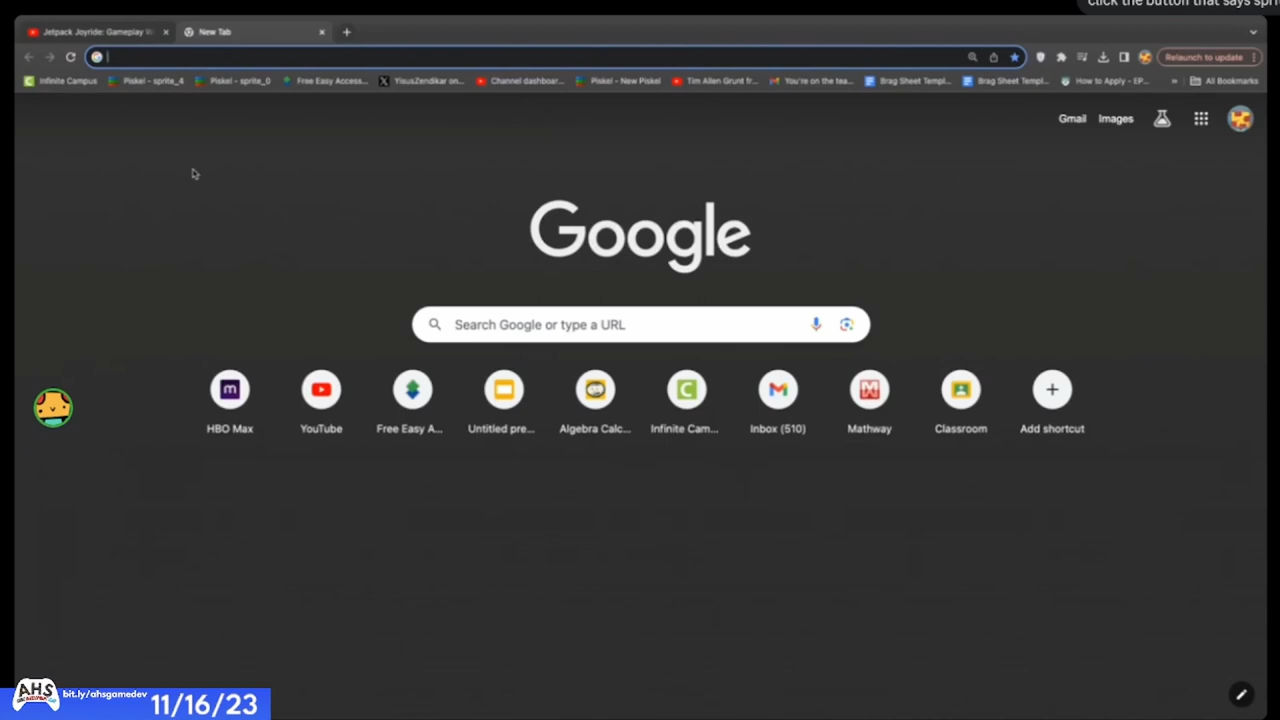 click the button that says
Jetpack Joyride: Gameplay
New Tab
Relaunch to update
Infinite Campus
Piskel - sprite_4
Piskel - sprite_0
Free Easy Access...
YisusZendikar on...
Channel dashboar...
Piskel - New Piskel
Tim Allen Grunt fr...
You're on the tea...
Brag Sheet Templ...
Brag Sheet Templ...
How to Apply - EP...
»
All Bookmarks
Gmail
Images
Google
Search Google or type a URL
HBO Max
YouTube
Free Easy A...
Untitled pre...
Algebra Calc...
Infinite Cam...
Inbox (510)
Mathway
Classroom
Add shortcut
AHS
bit.ly/ahsgamedev
11/16/23